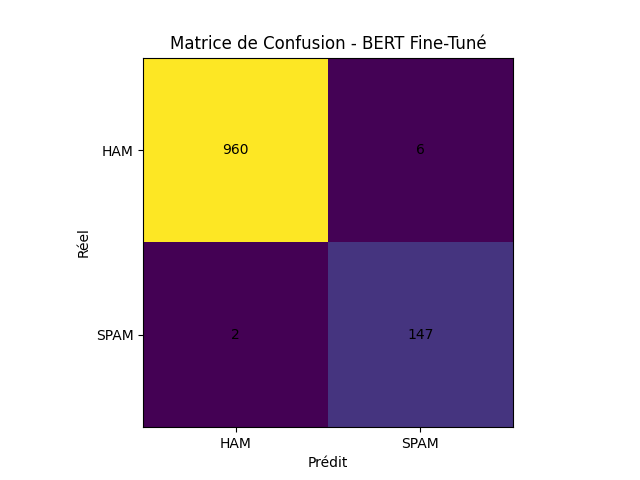 Matrice de Confusion - BERT Fine-Tuné
HAM
960
6
Réel
SPAM
2
147
HAM
SPAM
Prédit